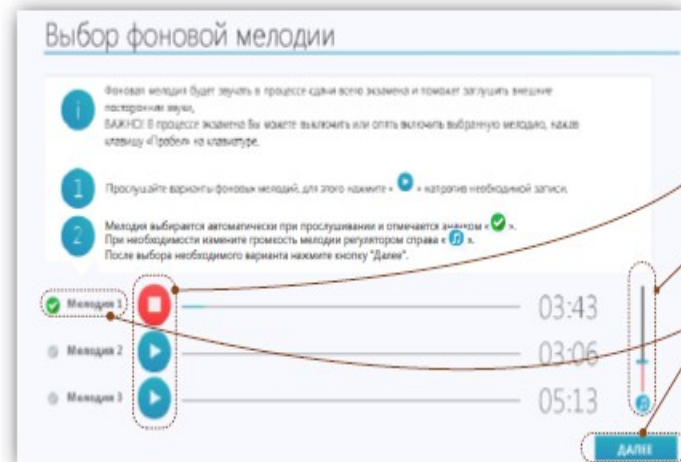 Выбор фоновой мелодии
Фоновая мелодия будет звучать в процессе сдачи всего экзамена и поможет заглушить внешние
посторонние звуки,
ВАЖНО! В процессе экзамена Вы можете выключить или опять включить выбранную мелодию, нажав
клавишу «Пробел» на клавиатуре.
1 Прослушайте варианты фоновых мелодий, для этого нажмите « » напротив необходимой записи.
2 Мелодия выбирается автоматически при прослушивании и отмечается значком « ».
При необходимости измените громкость мелодии регулятором справа « ».
После выбора необходимого варианта нажмите кнопку "Далее".
Мелодия 1 03:43
Мелодия 2 03:06
Мелодия 3 05:13
ДАЛЕЕ